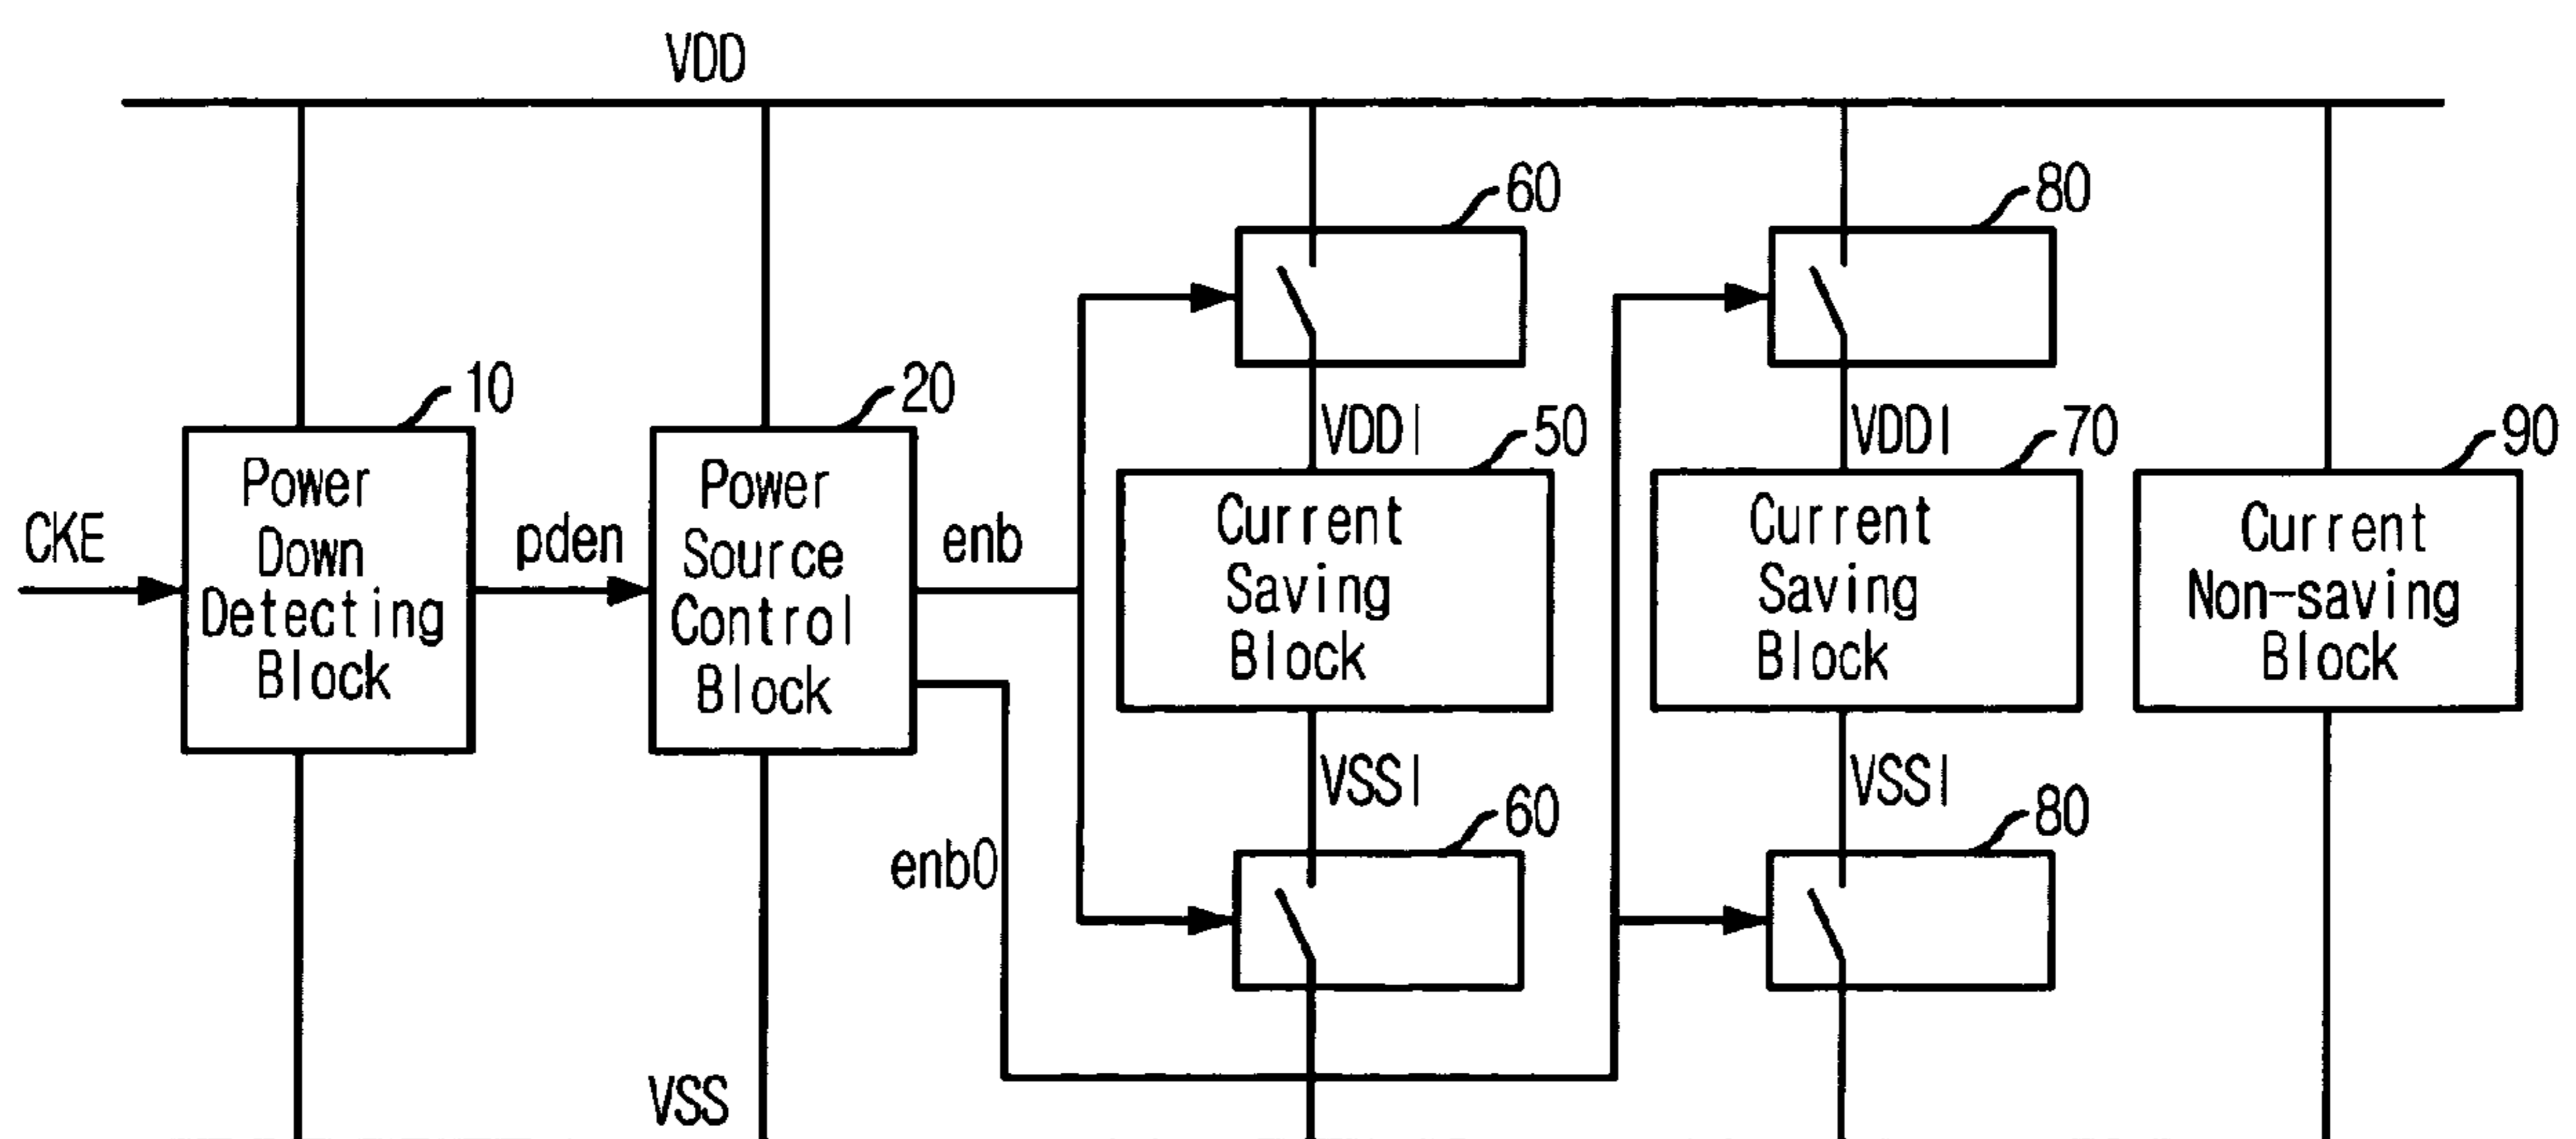 VDD
60
80
10
20
VDDI
50
VDDI
70
90
CKE
Power
Down
Detecting
Block
pden
Power
Source
Control
Block
enb
Current
Saving
Block
Current
Saving
Block
Current
Non-saving
Block
enb0
VSSI
60
VSSI
80
VSS